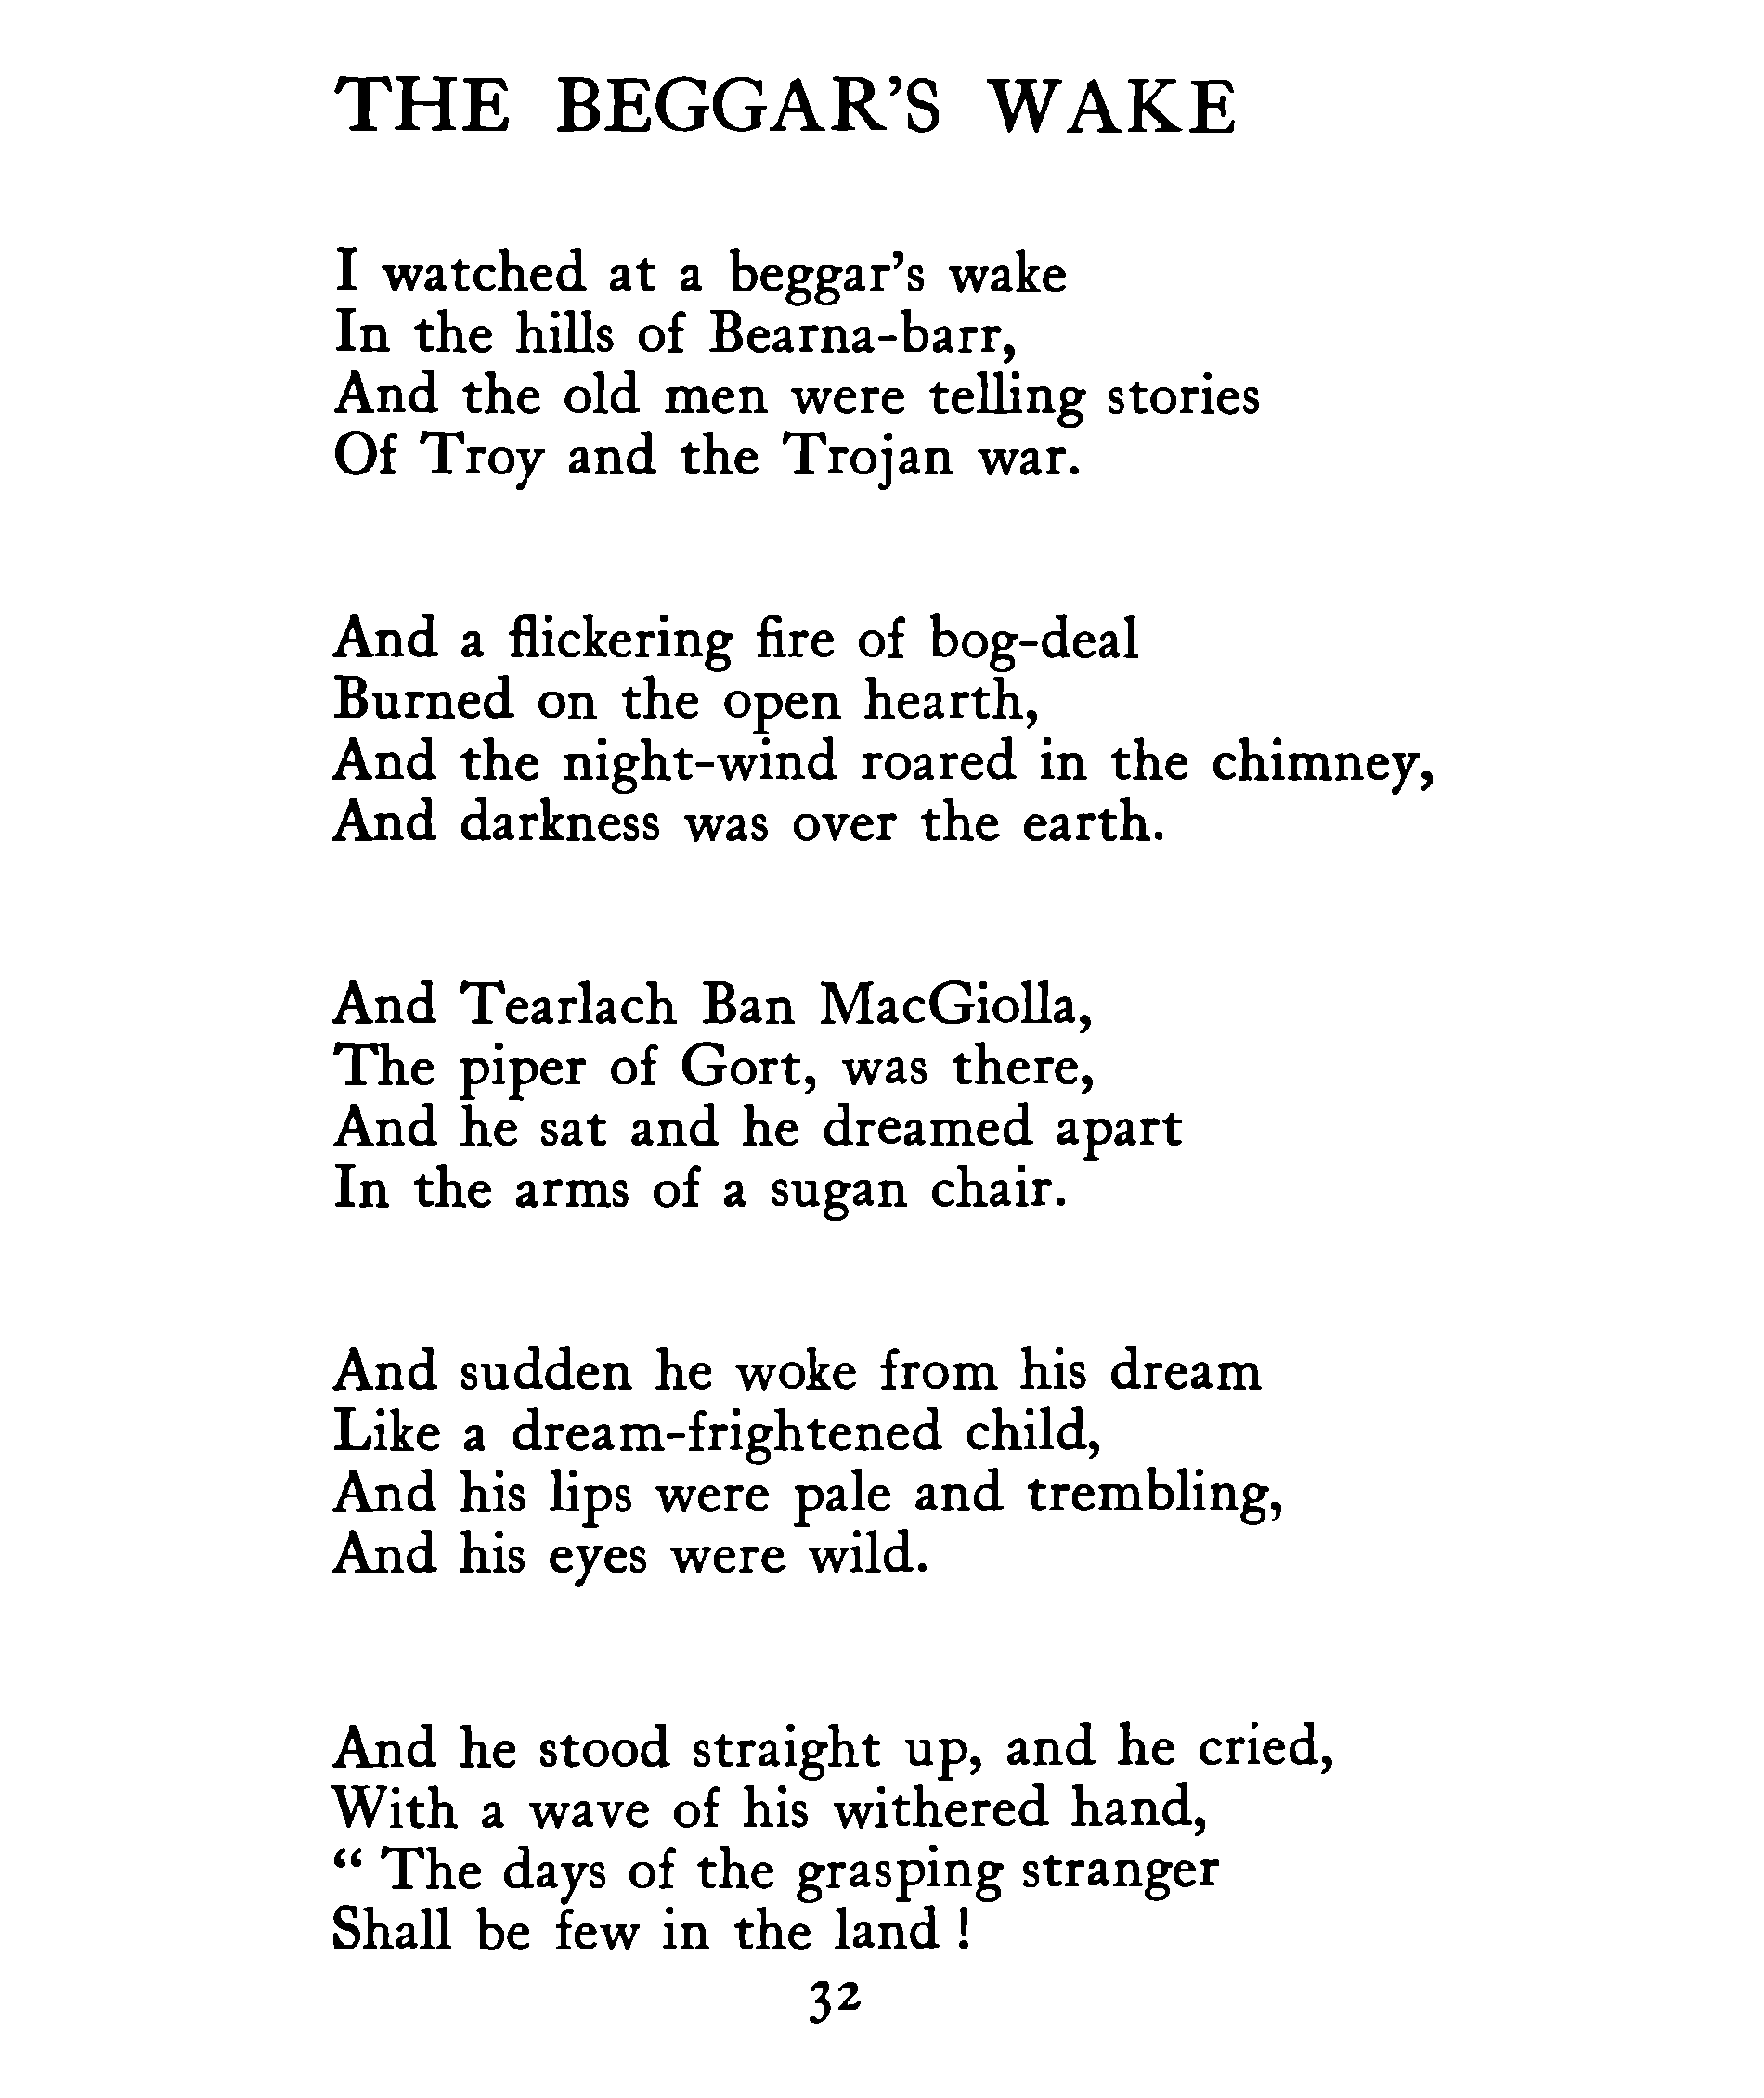 THE BEGGAR’S WAKE
I watched at a beggar’s wake
In the hills of Bearna-barr,
And the old men were telling stories
Of Troy and the Trojan war.
And a flickering fire of bog-deal
Burned on the open hearth,
And the night-wind roared in the chimney,
And darkness was over the earth.
And Tearlach Ban MacGiolla,
The piper of Gort, was there,
And he sat and he dreamed apart
In the arms of a sugan chair.
And sudden he woke from his dream
Like a dream-frightened child,
And his lips were pale and trembling,
And his eyes were wild.
And he stood straight up, and he cried,
With a wave of his withered hand,
“ The days of the grasping stranger
Shall be few in the land !
32